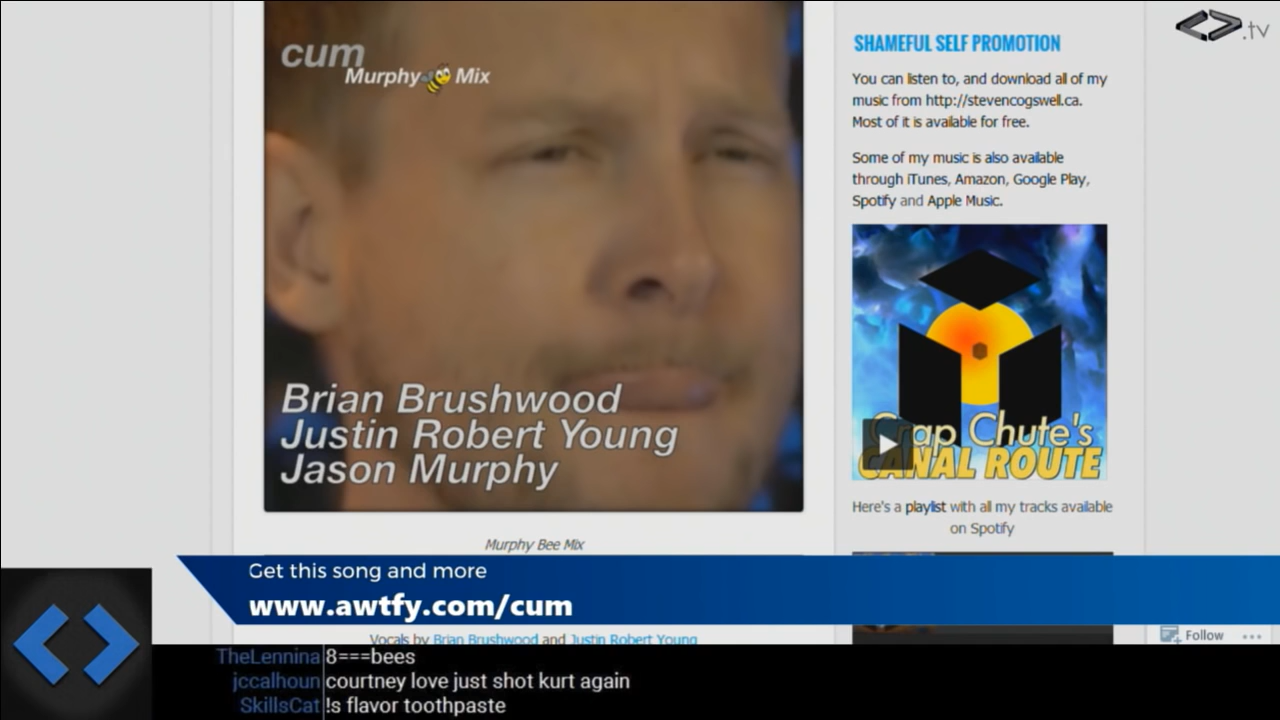 cum
Murphy Mix
Brian Brushwood
Justin Robert Young
Jason Murphy
Murphy Bee Mix
Vocals by Brian Brushwood and Justin Robert Young
.tv
SHAMEFUL SELF PROMOTION
You can listen to, and download all of my
music from http://stevencogswell.ca.
Most of it is available for free.
Some of my music is also available
through iTunes, Amazon, Google Play,
Spotify and Apple Music.
Crap Chute's
CANAL ROUTE
Here's a playlist with all my tracks available
on Spotify
Follow
Get this song and more
www.awtfy.com/cum
TheLennina 8===bees
jccalhoun courtney love just shot kurt again
SkillsCat !s flavor toothpaste